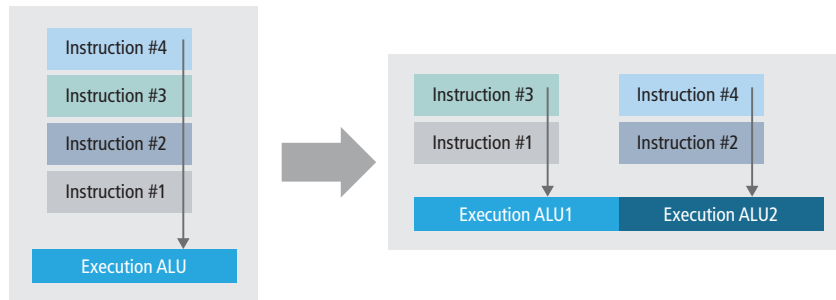 Instruction #4
Instruction #3
Instruction #2
Instruction #1
Execution ALU
Instruction #3
Instruction #4
Instruction #1
Instruction #2
Execution ALU1
Execution ALU2